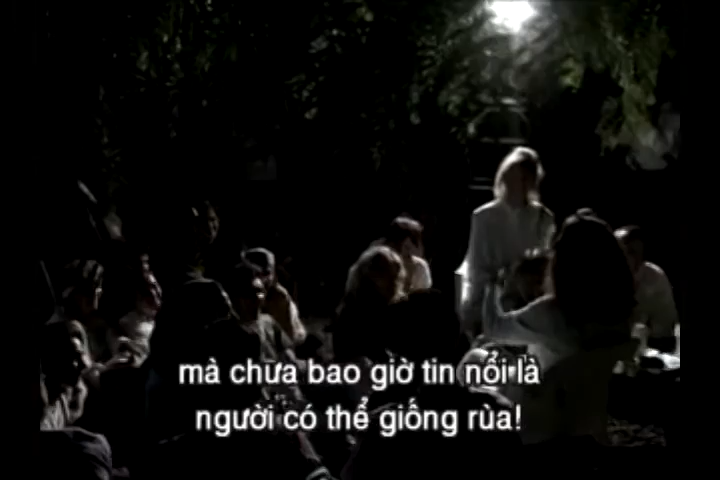 mà chưa bao giờ tin nổi là
người có thể giống rùa!